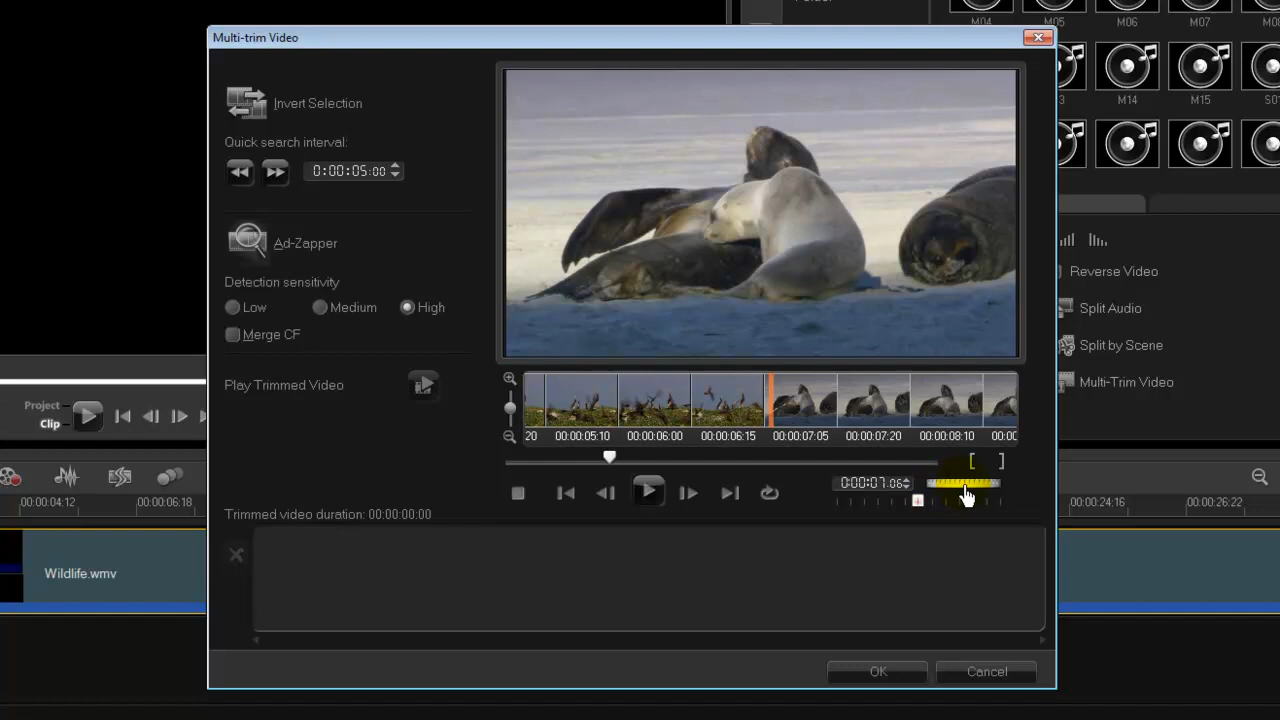 Multi-trim Video
Invert Selection
Quick search interval:
0:00:05:00
Ad-Zapper
Detection sensitivity
Low Medium High
Merge CF
Play Trimmed Video
20 00:00:05:10 00:00:06:00 00:00:06:15 00:00:07:05 00:00:07:20 00:00:08:10 00:00
[ ]
0:00:07.06
Trimmed video duration: 00:00:00:00
OK Cancel
Project
Clip
00:00:04:12 00:00:06:18
00:00:24:16 00:00:26:22
Wildlife.wmv
M04 M05 M06 M07
M14 M15
Reverse Video
Split Audio
Split by Scene
Multi-Trim Video